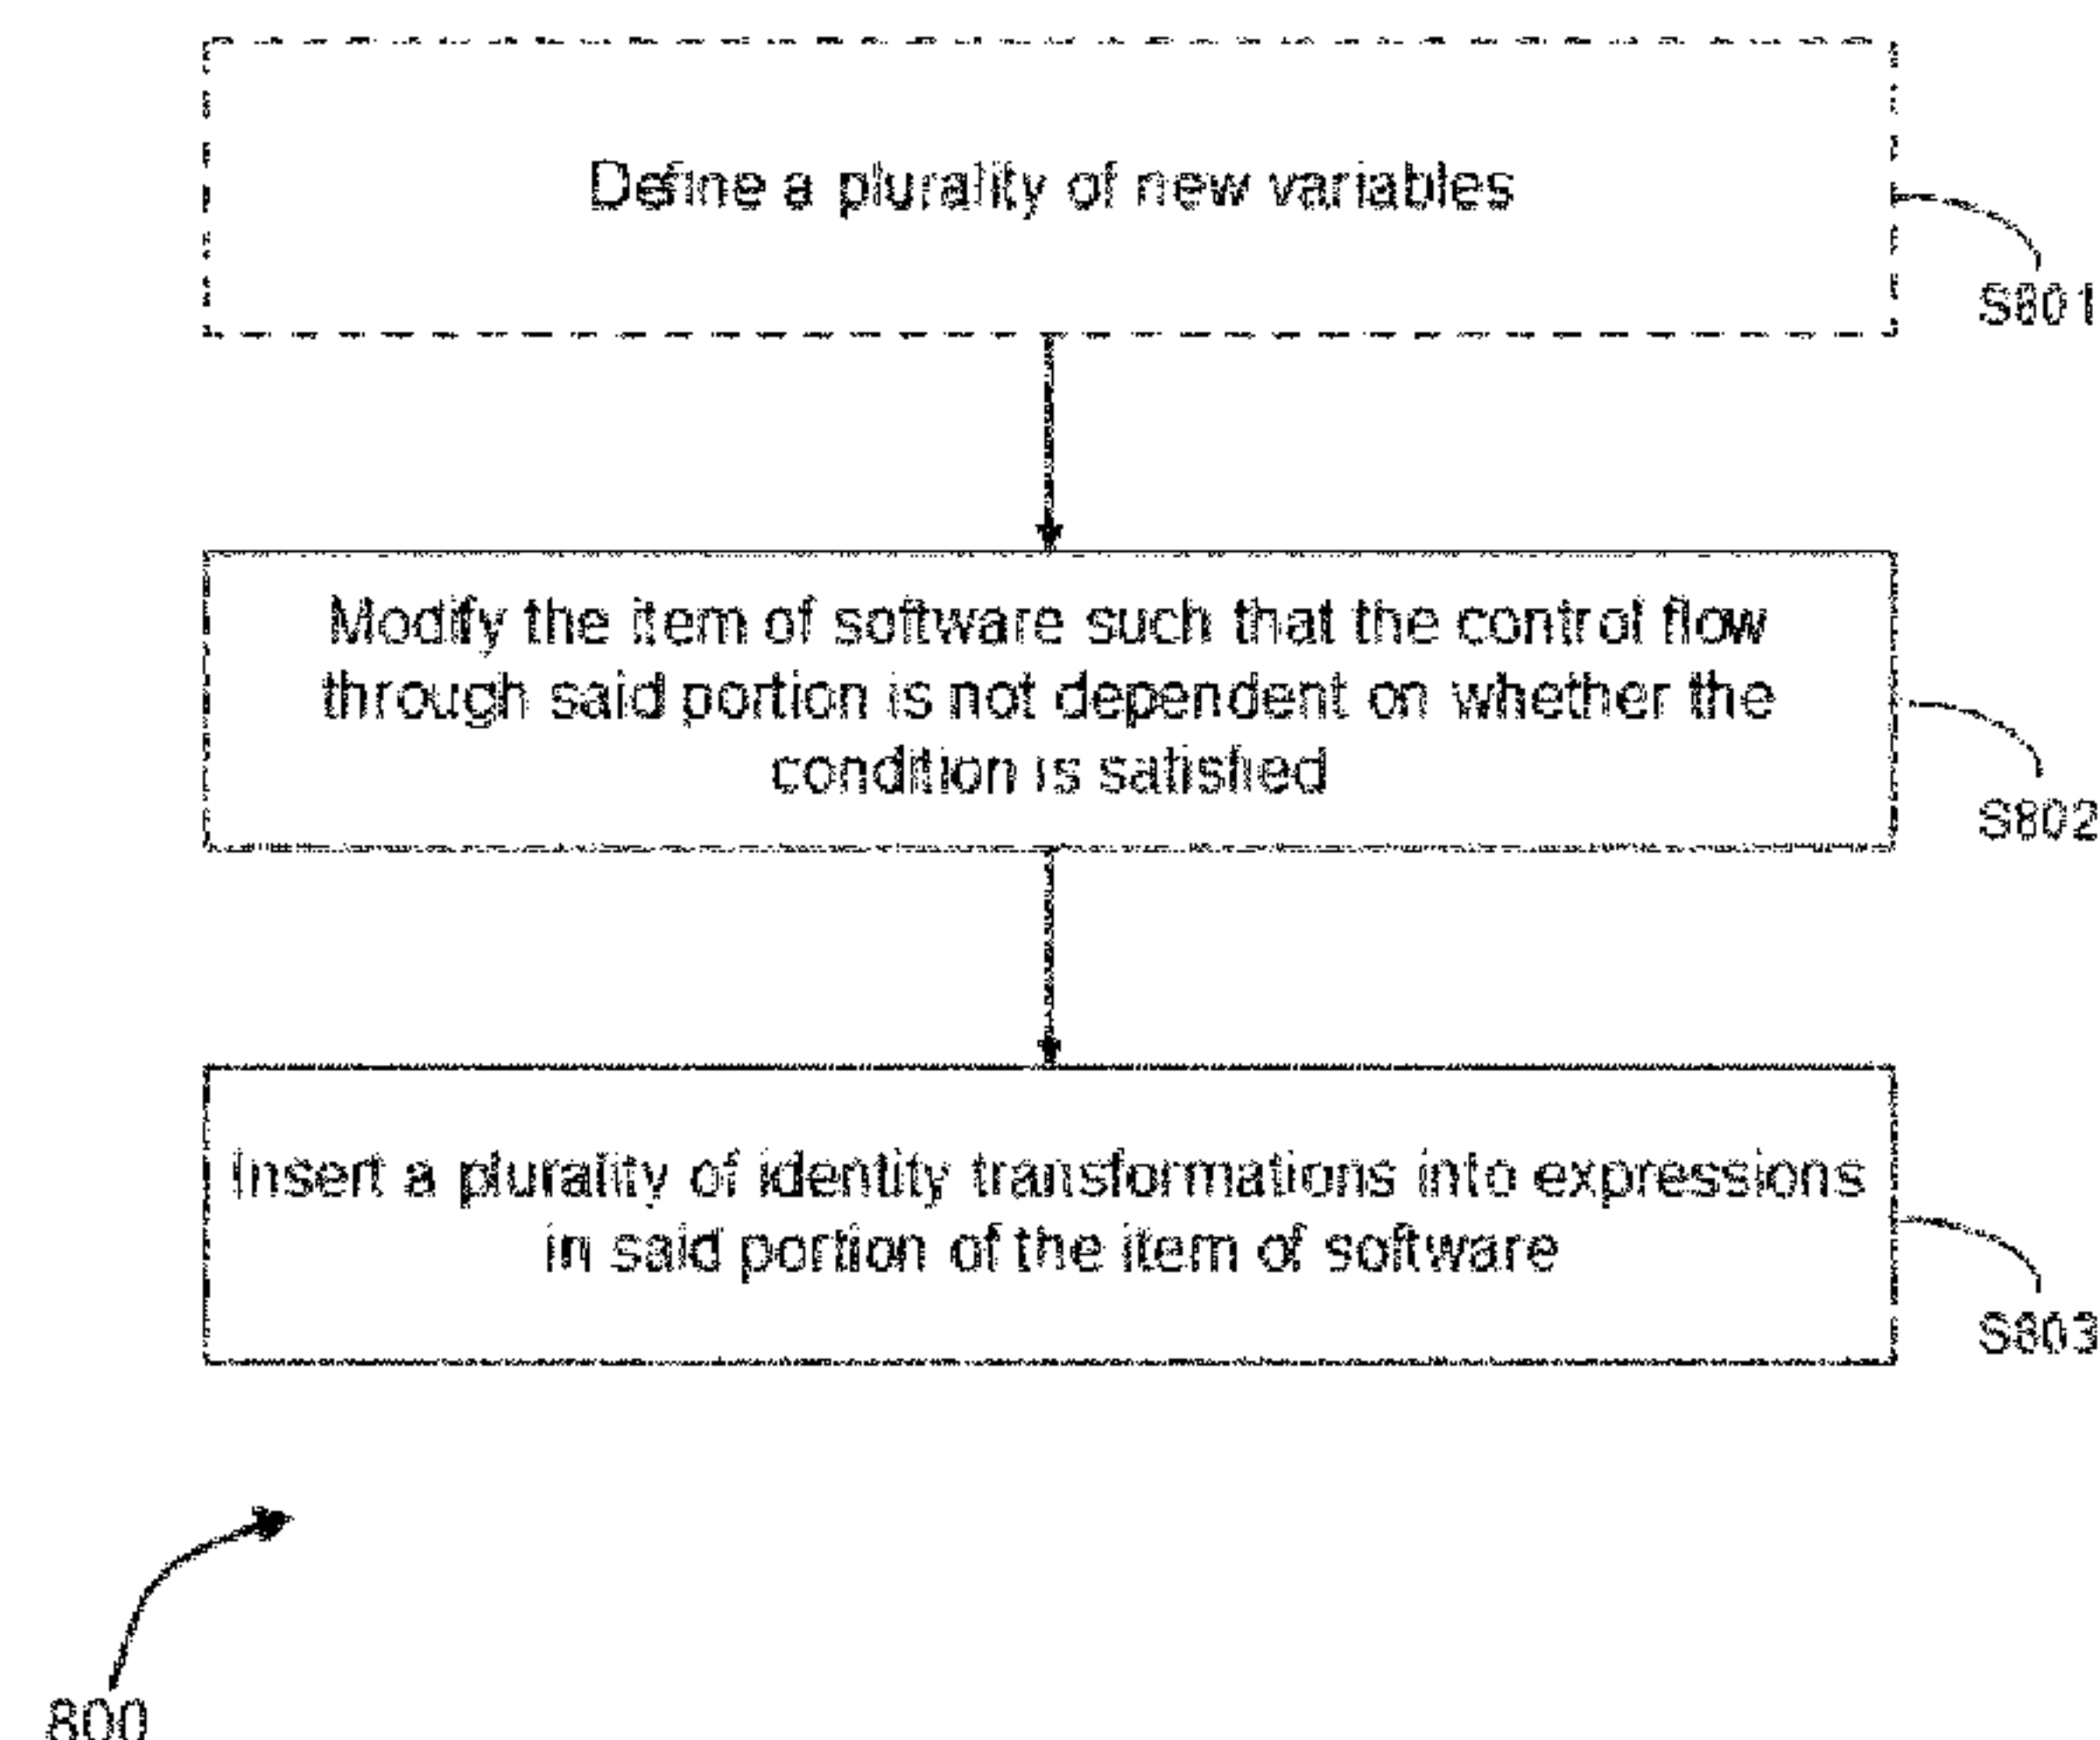 Define a plurality of new variables
S801
Modify the item of software such that the control flow
through said portion is not dependent on whether the
condition is satisfied
S802
Insert a plurality of identity transformations into expressions
in said portion of the item of software
S803
800